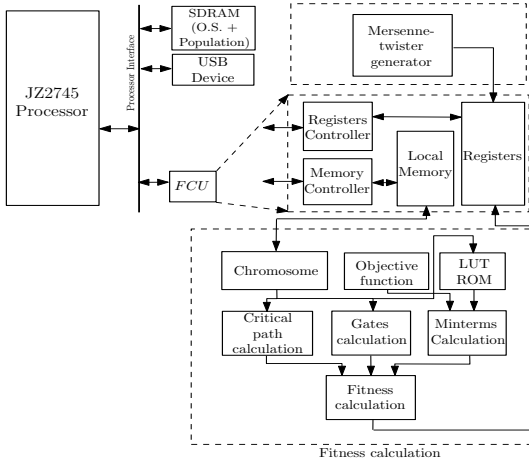 JZ2745
Processor
Processor Interface
SDRAM
(O.S. +
Population)
USB
Device
FCU
Mersenne-
twister
generator
Registers
Controller
Memory
Controller
Local
Memory
Registers
Chromosome
Objective
function
LUT
ROM
Critical
path
calculation
Gates
calculation
Minterms
Calculation
Fitness
calculation
Fitness calculation